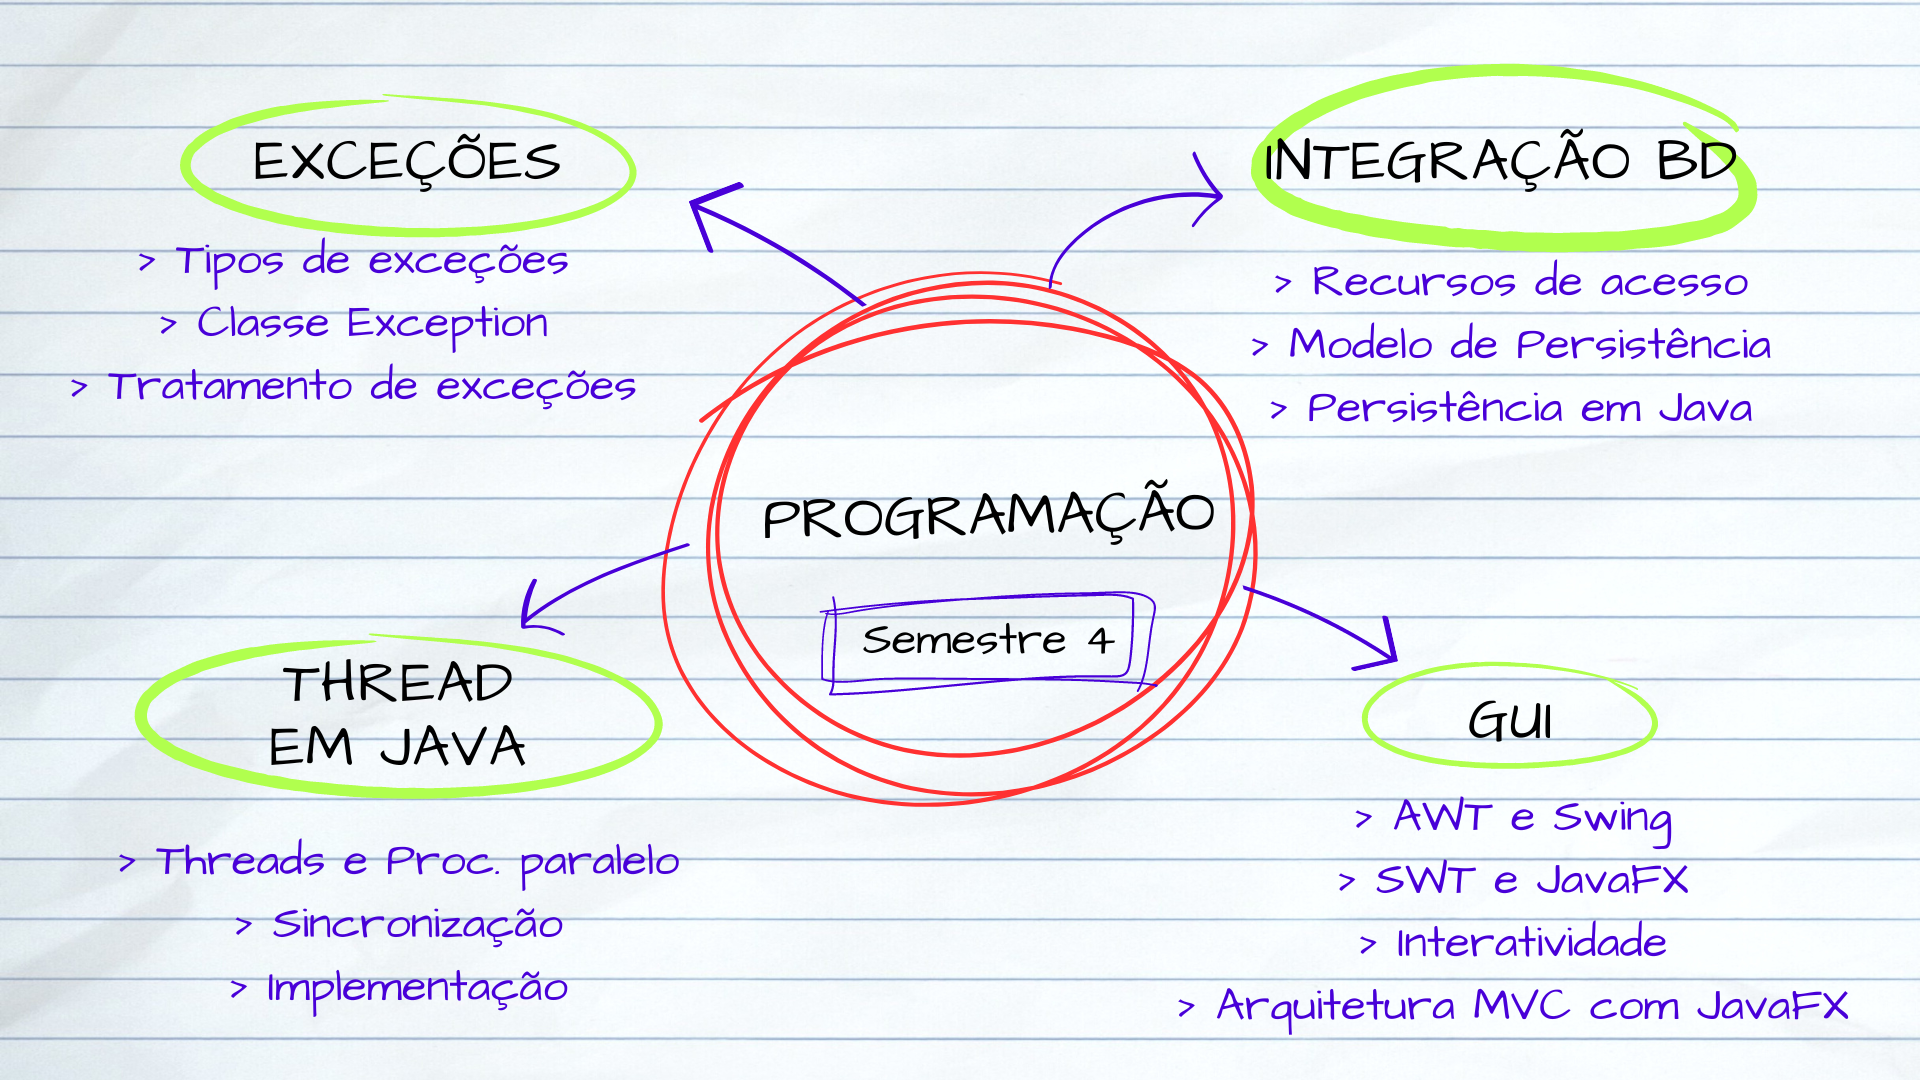 EXCEÇÕES
> Tipos de exceções
> Classe Exception
> Tratamento de exceções
INTEGRAÇÃO BD
> Recursos de acesso
> Modelo de Persistência
> Persistência em Java
PROGRAMAÇÃO
Semestre 4
THREAD
EM JAVA
> Threads e Proc. paralelo
> Sincronização
> Implementação
GUI
> AWT e Swing
> SWT e JavaFX
> Interatividade
> Arquitetura MVC com JavaFX